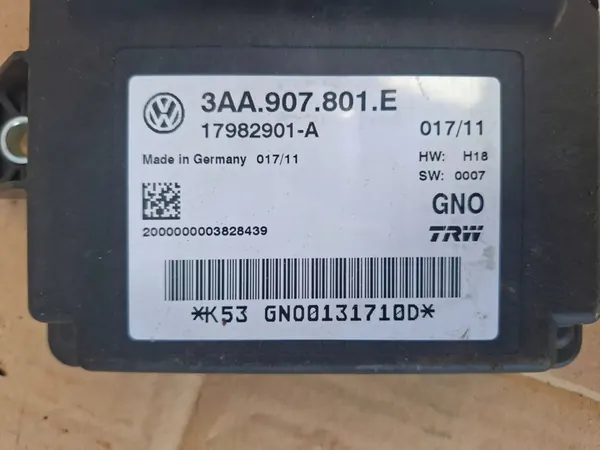 3AA.907.801.E
17982901-A 017/11
Made in Germany 017/11 HW: H18
SW: 0007
GNO
2000000003828439 TRW
*K53 GNO0131710D*